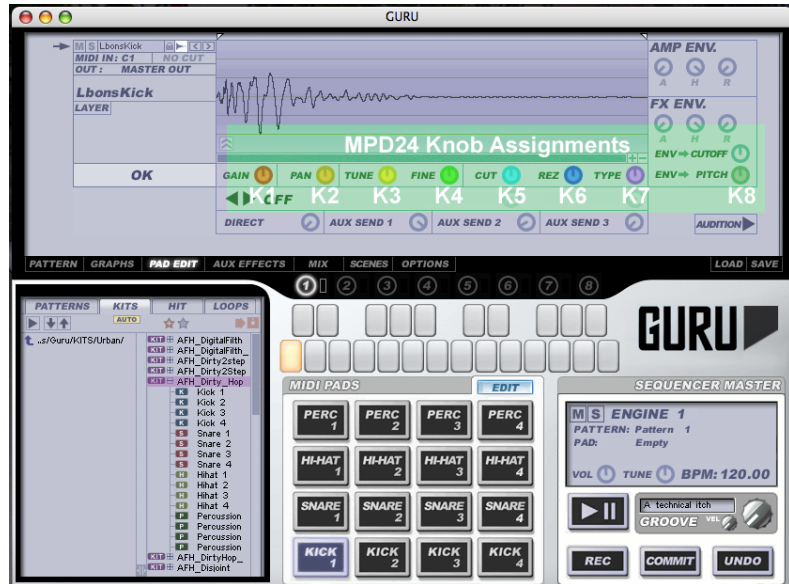 GURU
M S LbonsKick
MIDI IN: C1 NO CUT
OUT: MASTER OUT
LbonsKick
LAYER
OK
AMP ENV.
A H R
FX ENV.
A H R
ENV CUTOFF
ENV PITCH
MPD24 Knob Assignments
GAIN PAN TUNE FINE CUT REZ TYPE
K1 K2 K3 K4 K5 K6 K7 K8
OFF
DIRECT AUX SEND 1 AUX SEND 2 AUX SEND 3
AUDITION
PATTERN GRAPHS PAD EDIT AUX EFFECTS MIX SCENES OPTIONS LOAD SAVE
1 2 3 4 5 6 7 8
PATTERNS KITS HIT LOOPS
AUTO
..s/Guru/KITS/Urban/
KIT AFH_DigitalFilth
KIT AFH_DigitalFilth_
KIT AFH_Dirty2step
KIT AFH_Dirty2Step
KIT AFH_Dirty_Hop
K Kick 1
K Kick 2
K Kick 3
K Kick 4
S Snare 1
S Snare 2
S Snare 3
S Snare 4
H Hihat 1
H Hihat 2
H Hihat 3
H Hihat 4
P Percussion
P Percussion
P Percussion
P Percussion
KIT AFH_DirtyHop_
KIT AFH_Disjoint
GURU
MIDI PADS EDIT
PERC 1 PERC 2 PERC 3 PERC 4
HI-HAT 1 HI-HAT 2 HI-HAT 3 HI-HAT 4
SNARE 1 SNARE 2 SNARE 3 SNARE 4
KICK 1 KICK 2 KICK 3 KICK 4
SEQUENCER MASTER
M S ENGINE 1
PATTERN: Pattern 1
PAD: Empty
VOL TUNE BPM: 120.00
A technical itch
GROOVE VEL
REC COMMIT UNDO